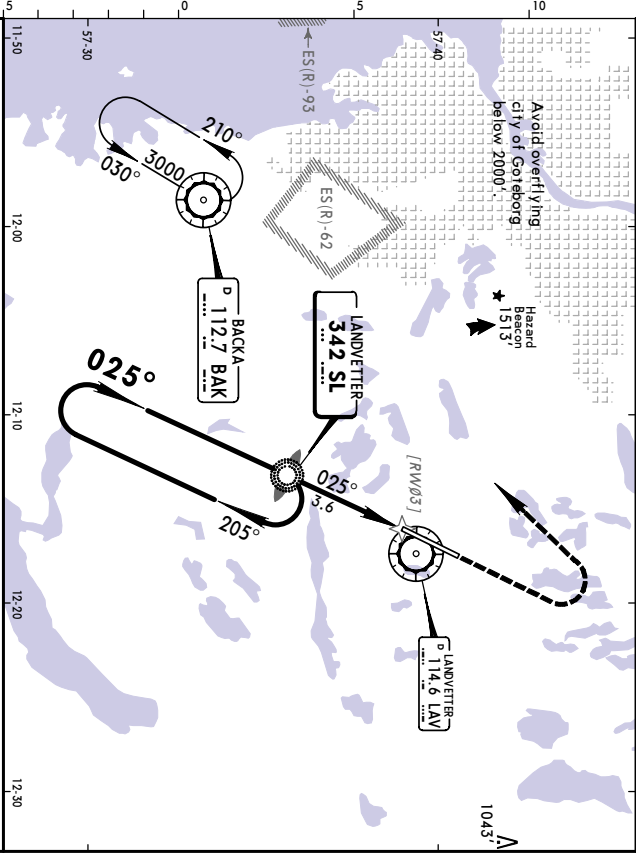 5
0
5
10
11-50
57-30
57-40
ES(R)-93
Avoid overflying
city of Goteborg
below 2000'.
210°
030°
3000
ES(R)-62
12-00
D
BACKA
112.7 BAK
LANDVETTER
342 SL
Hazard
Beacon
1513'
025°
12-10
025°
3.6
[RWØ3]
205°
12-20
LANDVETTER
D
114.6 LAV
12-30
1043'